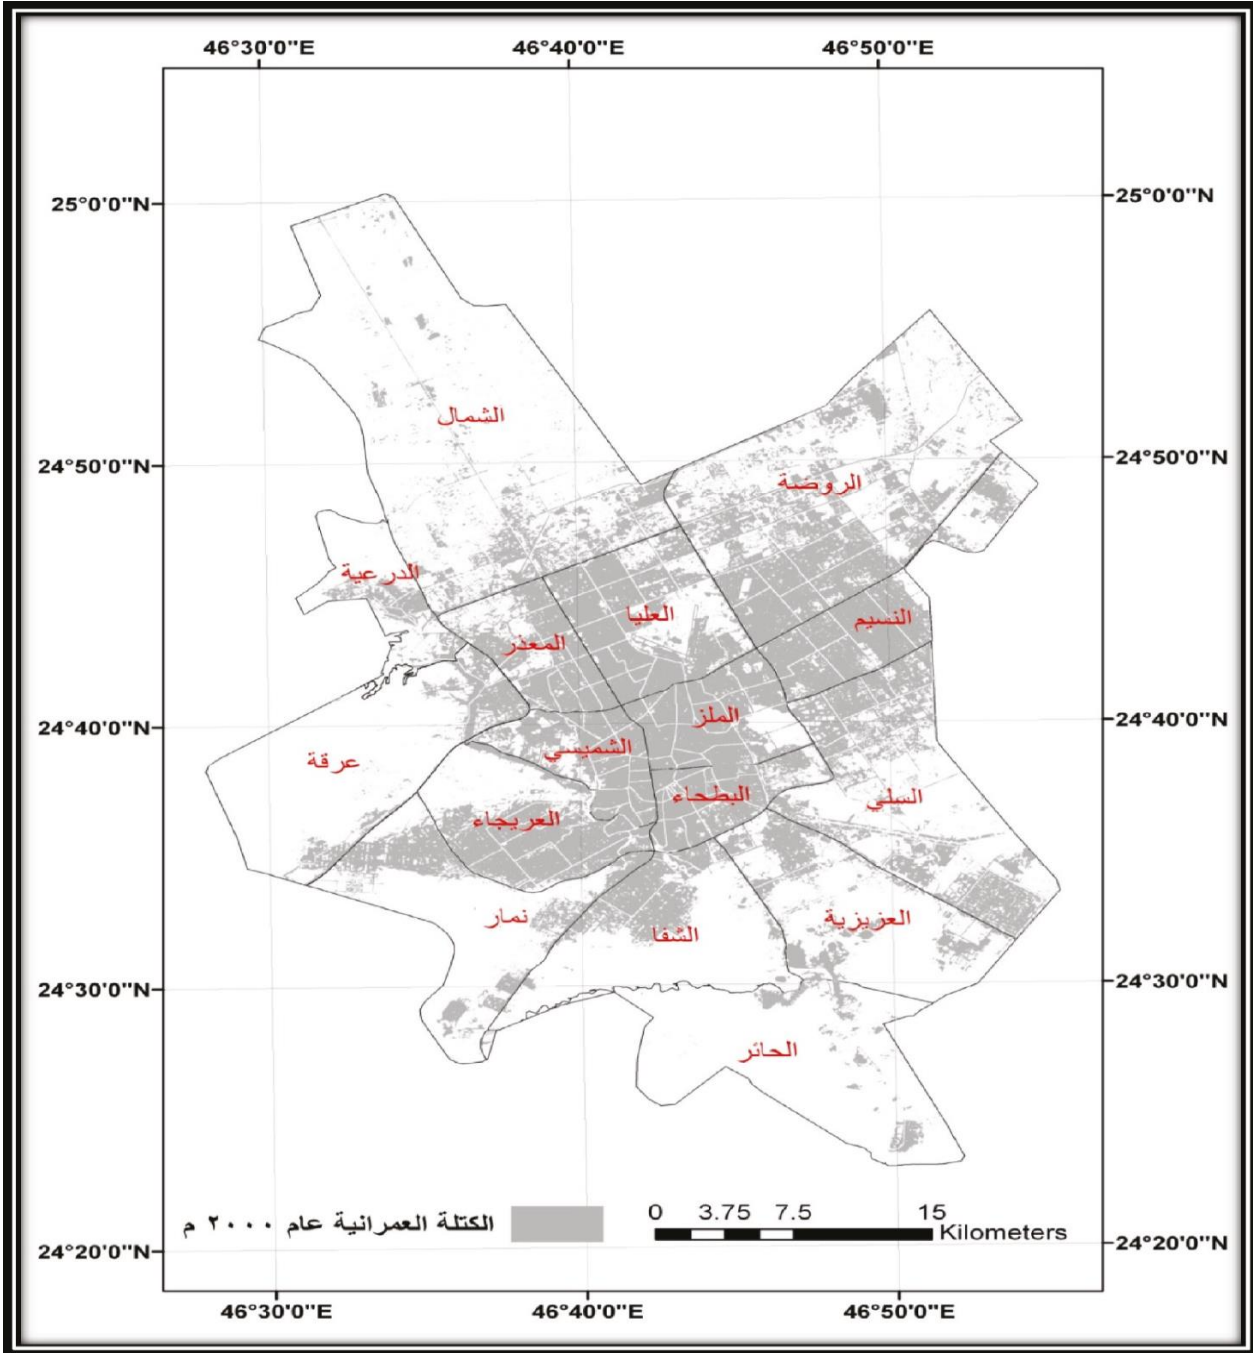 46°30'0"E 46°40'0"E 46°50'0"E
25°0'0"N 25°0'0"N
الشمال
24°50'0"N 24°50'0"N
الروضة
الدرعية
العليا
النسيم
المعذر
الملز
24°40'0"N 24°40'0"N
الشميسي
عرقة
البطحاء
السلي
العريجاء
نمار
العزيزية
الشفا
24°30'0"N 24°30'0"N
الحائر
الكتلة العمرانية عام ٢٠٠٠ م
0 3.75 7.5 15
Kilometers
24°20'0"N 24°20'0"N
46°30'0"E 46°40'0"E 46°50'0"E